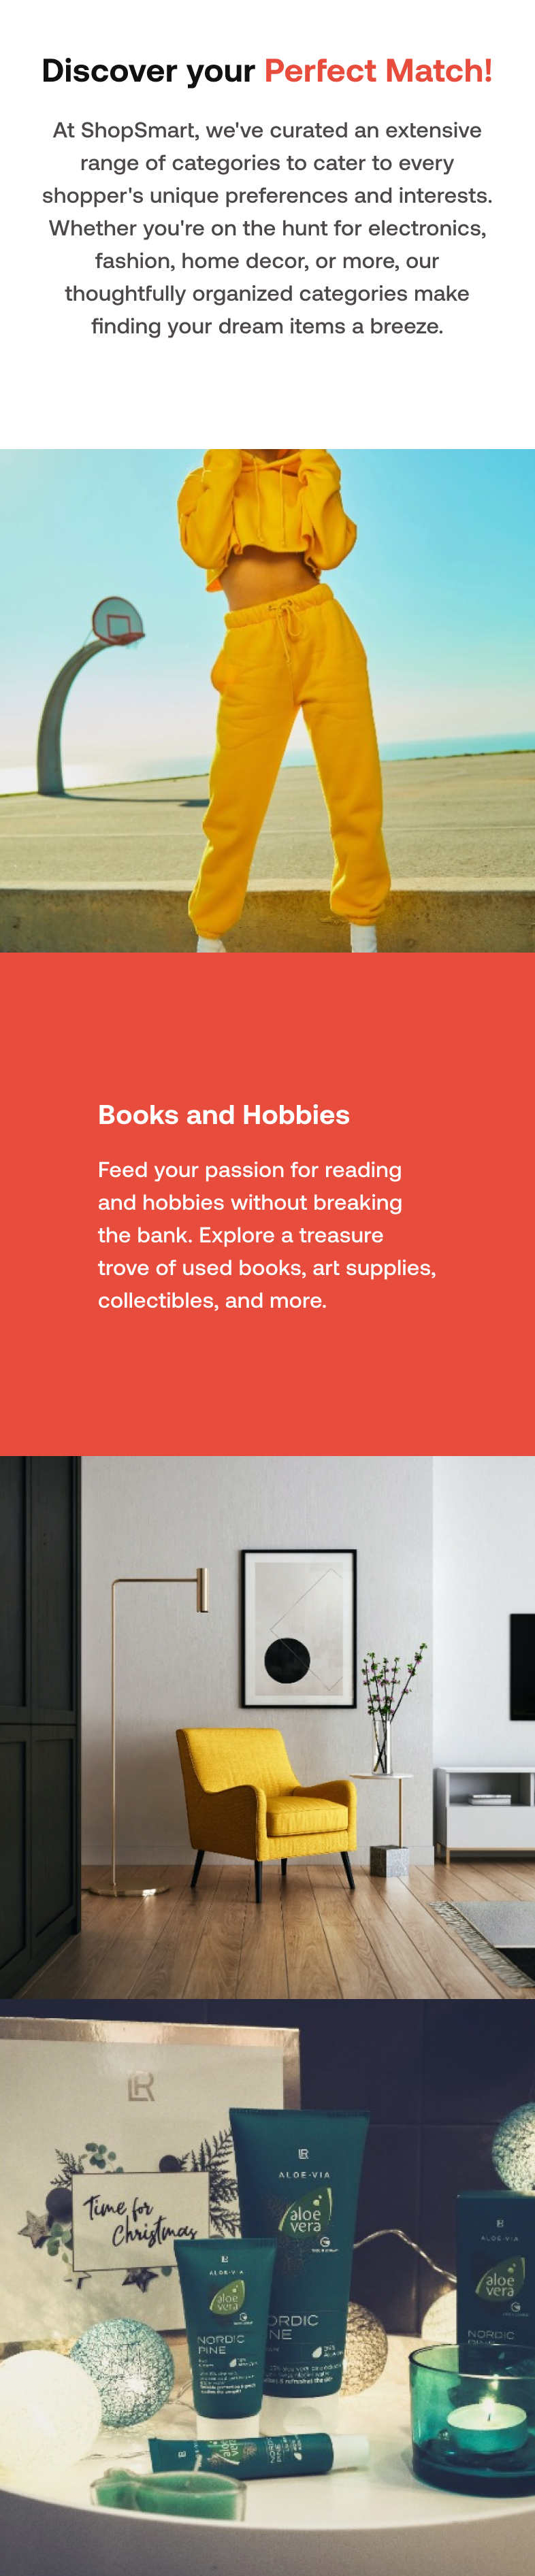 Discover your Perfect Match!
At ShopSmart, we've curated an extensive
range of categories to cater to every
shopper's unique preferences and interests.
Whether you're on the hunt for electronics,
fashion, home decor, or more, our
thoughtfully organized categories make
finding your dream items a breeze.
Books and Hobbies
Feed your passion for reading
and hobbies without breaking
the bank. Explore a treasure
trove of used books, art supplies,
collectibles, and more.
LR
Time for
Christmas
LR
ALOE·VIA
aloe
vera
ORDIC
NE
ALOE·VIA
aloe
vera
NORDIC
PINE
ALOE·VIA
aloe
vera
NORDIC
aloe
vera